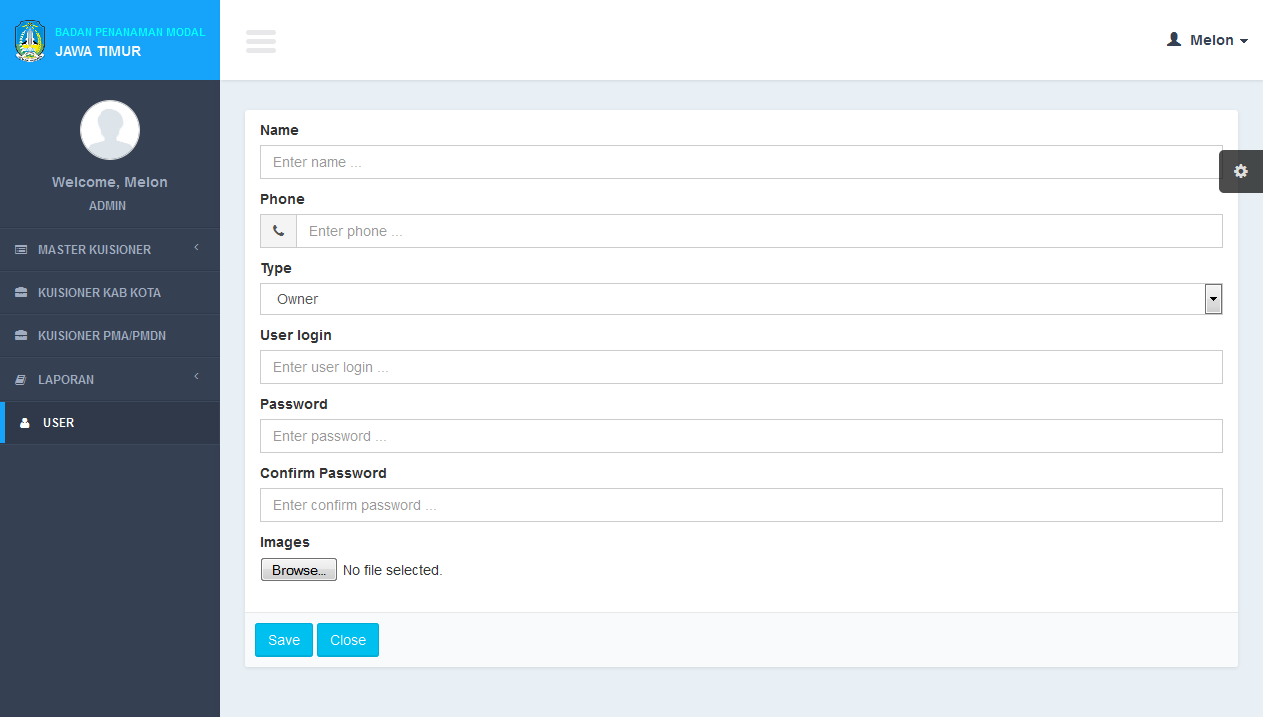 BADAN PENANAMAN MODAL
JAWA TIMUR
Melon
Welcome, Melon
ADMIN
MASTER KUISIONER
KUISIONER KAB KOTA
KUISIONER PMA/PMDN
LAPORAN
USER
Name
Enter name ...
Phone
Enter phone ...
Type
Owner
User login
Enter user login ...
Password
Enter password ...
Confirm Password
Enter confirm password ...
Images
Browse... No file selected.
Save Close